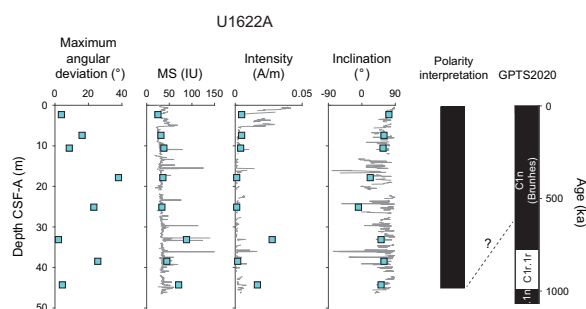 U1622A
Maximum
angular
deviation (°)
MS (IU)
Intensity
(A/m)
Inclination
(°)
Polarity
interpretation
GPTS2020
0 20 40
0 50 100 150
0 0.05
-90 0 90
0
10
20
30
40
50
Depth CSF-A (m)
?
C1n
(Brunhes)
C1r.1r
.1n
0
500
1000
Age (ka)